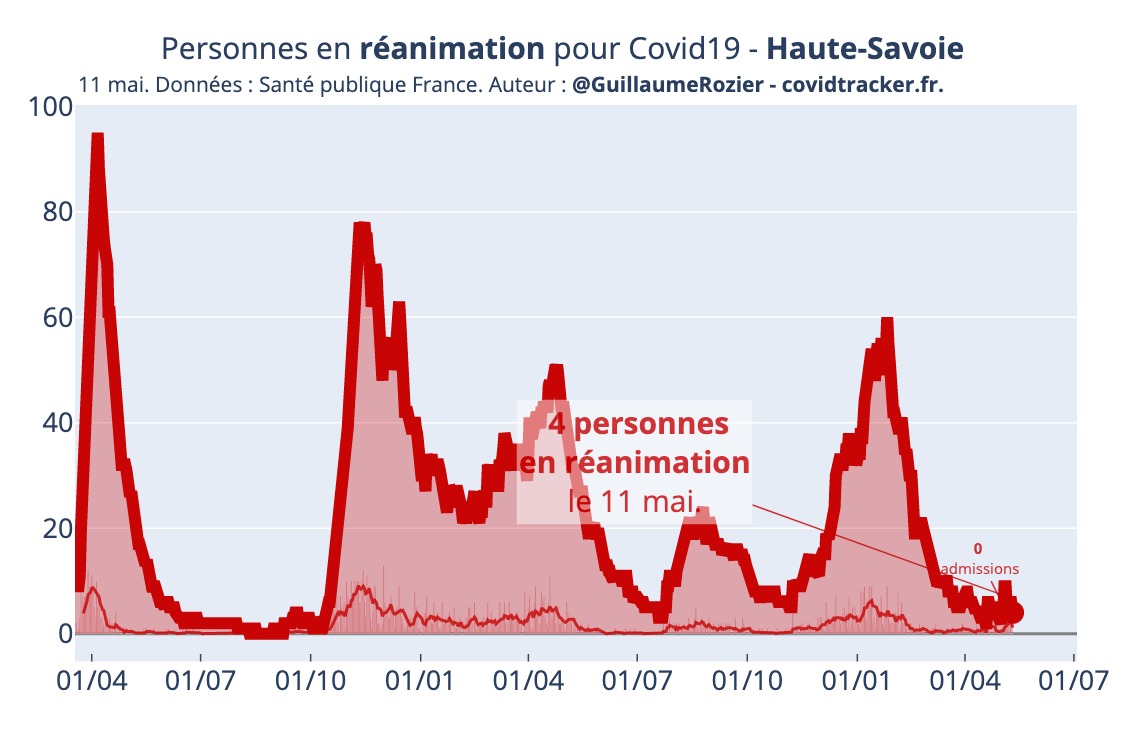 Personnes en réanimation pour Covid19 - Haute-Savoie
11 mai. Données : Santé publique France. Auteur : @GuillaumeRozier - covidtracker.fr.
100
80
60
40
20
0
4 personnes
en réanimation
le 11 mai.
0
admissions
01/04 01/07 01/10 01/01 01/04 01/07 01/10 01/01 01/04 01/07